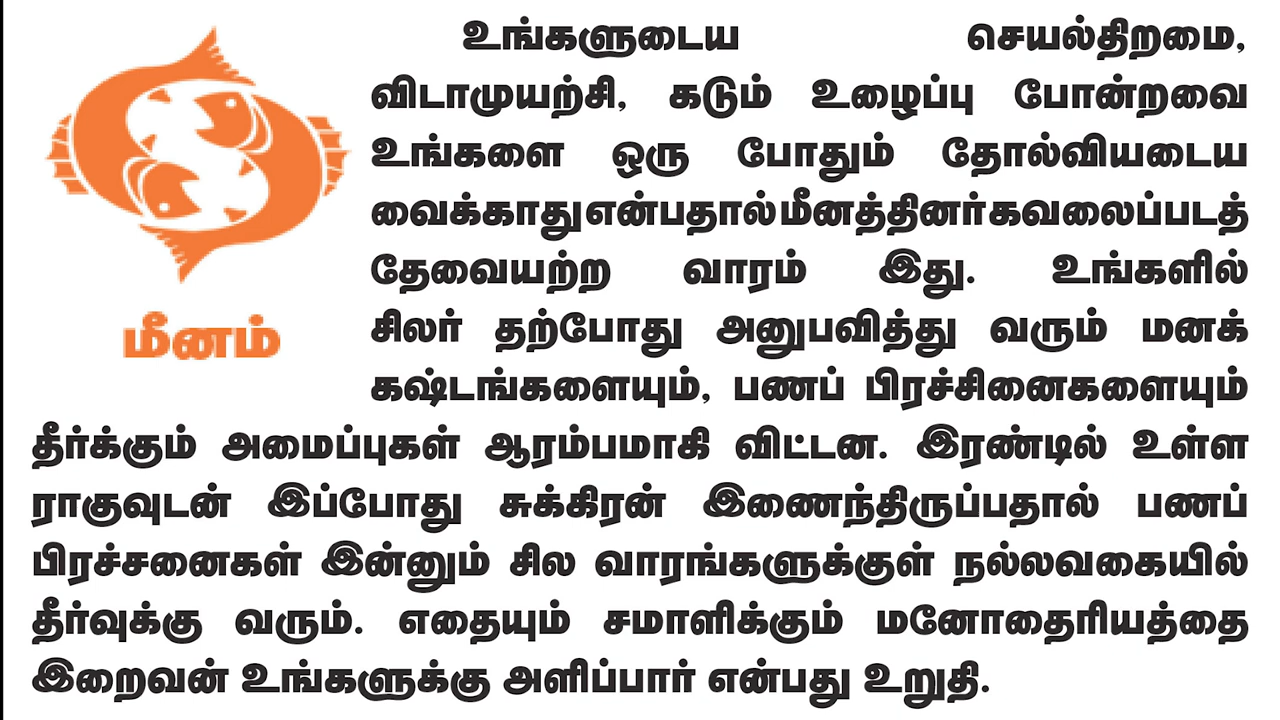 உங்களுடைய செயல்திறமை,
விடாமுயற்சி, கடும் உழைப்பு போன்றவை
உங்களை ஒரு போதும் தோல்வியடைய
வைக்காது என்பதால் மீனத்தினர் கவலைப்படத்
தேவையற்ற வாரம் இது. உங்களில்
சிலர் தற்போது அனுபவித்து வரும் மனக்
கஷ்டங்களையும், பணப் பிரச்சினைகளையும்
தீர்க்கும் அமைப்புகள் ஆரம்பமாகி விட்டன. இரண்டில் உள்ள
ராகுவுடன் இப்போது சுக்கிரன் இணைந்திருப்பதால் பணப்
பிரச்சனைகள் இன்னும் சில வாரங்களுக்குள் நல்லவகையில்
தீர்வுக்கு வரும். எதையும் சமாளிக்கும் மனோதைரியத்தை
இறைவன் உங்களுக்கு அளிப்பார் என்பது உறுதி.
மீனம்